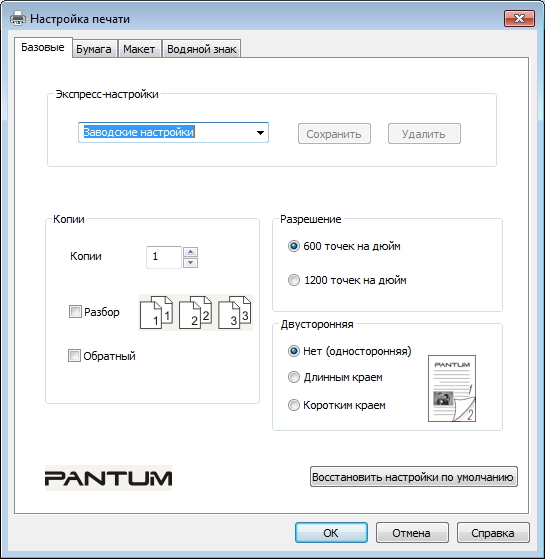 Настройка печати
Базовые Бумага Макет Водяной знак
Экспресс-настройки
Заводские настройки Сохранить Удалить
Копии
Копии 1
Разбор 1 1 2 2 3 3
Обратный
Разрешение
600 точек на дюйм
1200 точек на дюйм
Двусторонняя
Нет (односторонняя)
Длинным краем
Коротким краем
PANTUM
1
2
PANTUM
Восстановить настройки по умолчанию
ОК Отмена Справка